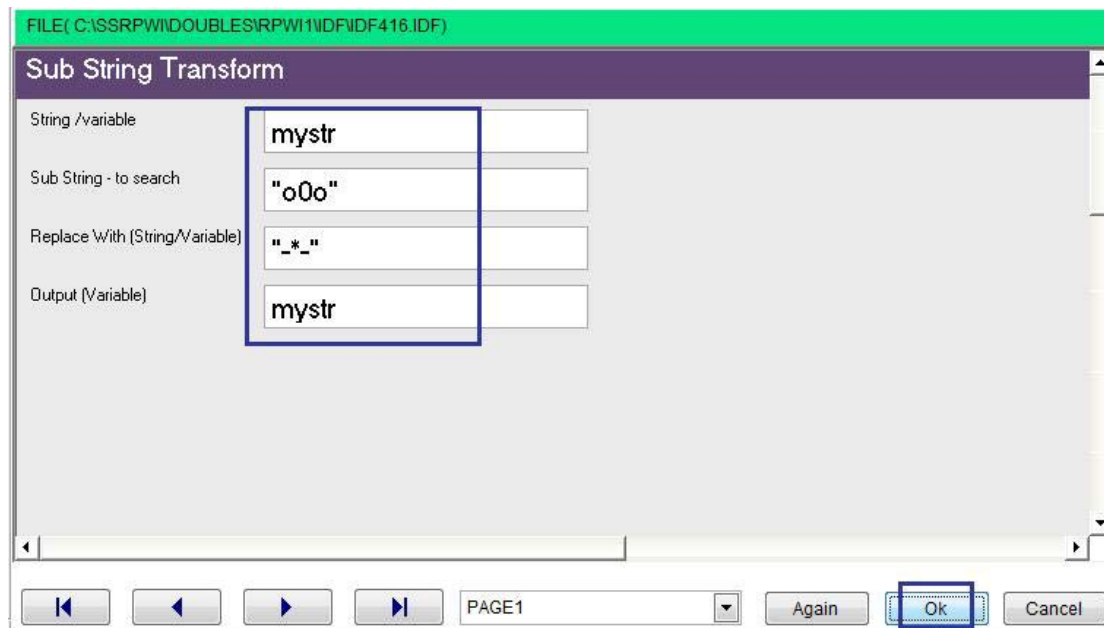 FILE( C:\SSRPWI\DOUBLES\RPWI1\IDF\IDF416.IDF)
Sub String Transform
String /variable
mystr
Sub String - to search
"o0o"
Replace With (String/Variable)
"_*_"
Output (Variable)
mystr
PAGE1
Again
Ok
Cancel